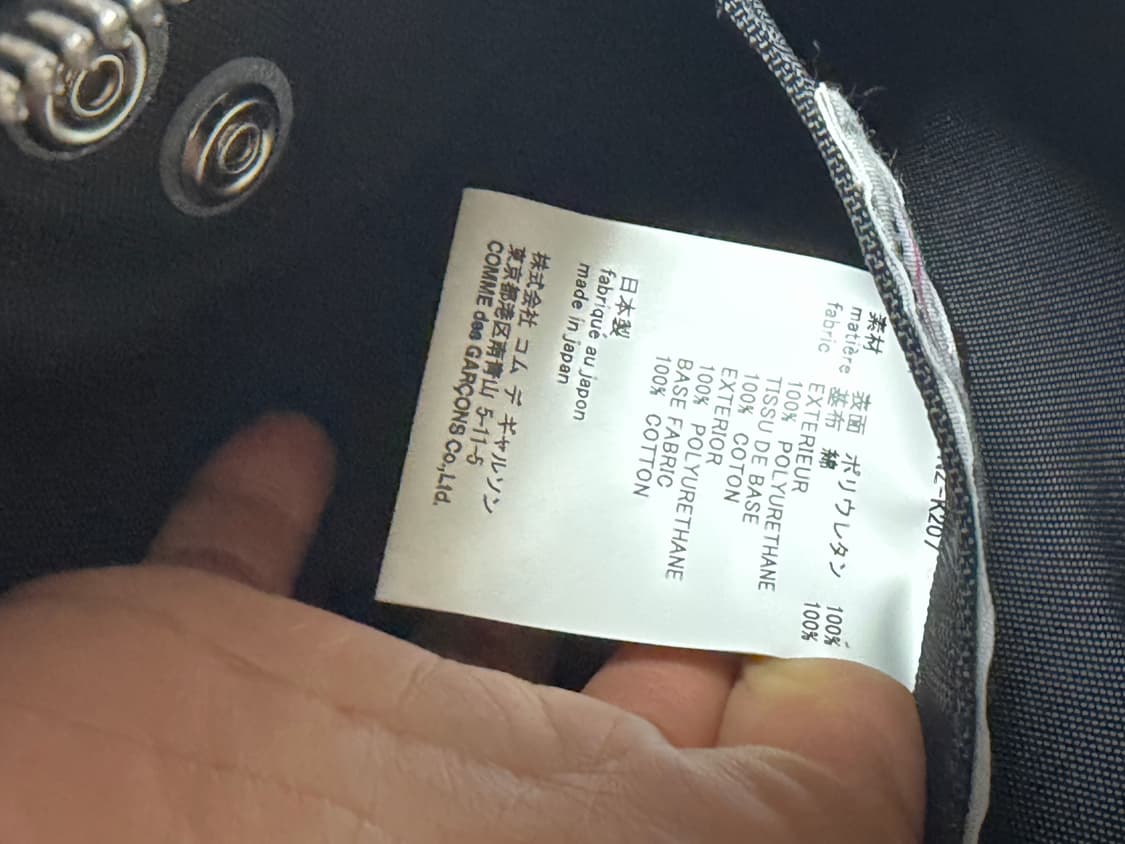 Z-K207
素材 表面 ポリウレタン 100%
matière 基布 綿 100%
fabric EXTERIEUR
100% POLYURETHANE
TISSU DE BASE
100% COTON
EXTERIOR
100% POLYURETHANE
BASE FABRIC
100% COTTON
日本製
fabriqué au japon
made in japan
株式会社 コム デ ギャルソン
東京都港区南青山 5-11-5
COMME des GARÇONS Co.,Ltd.